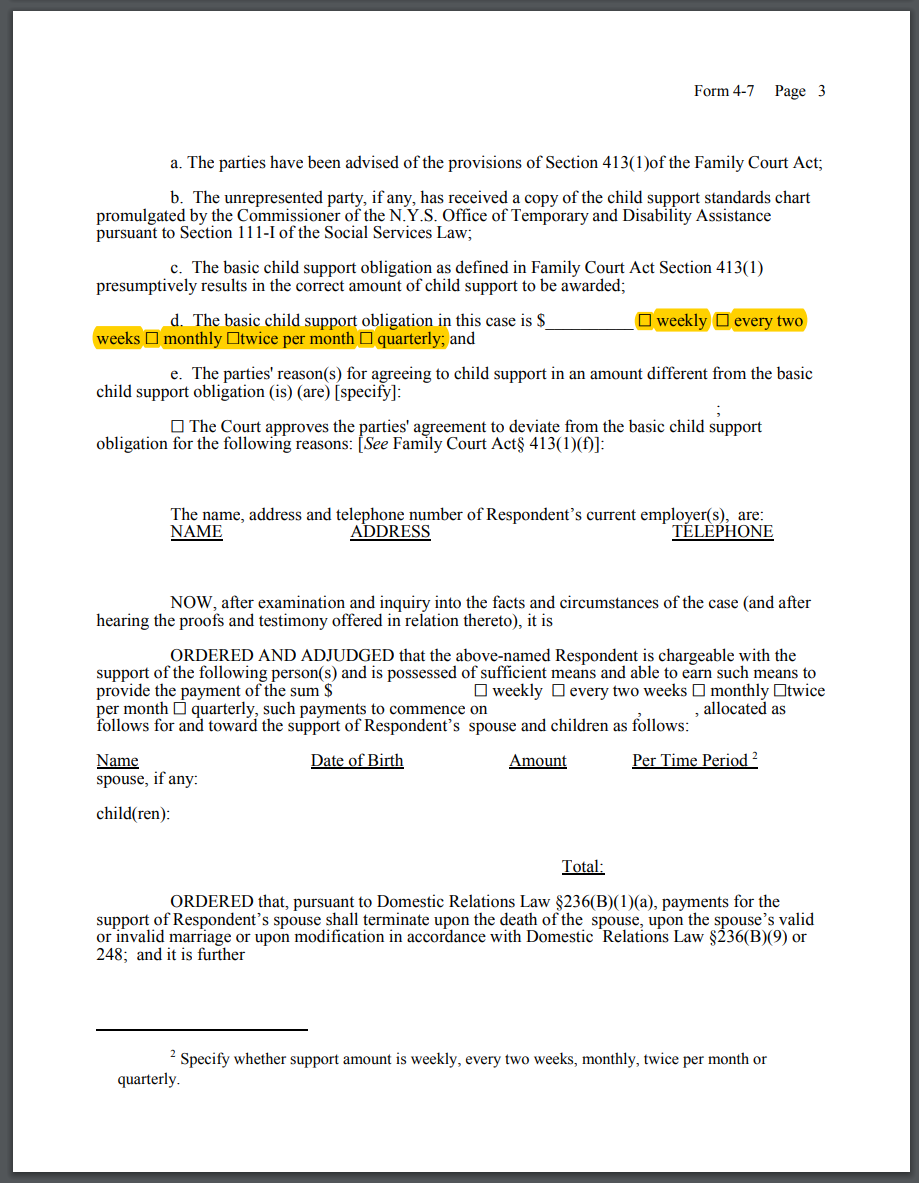 Form 4-7 Page 3
a. The parties have been advised of the provisions of Section 413(1)of the Family Court Act;
b. The unrepresented party, if any, has received a copy of the child support standards chart
promulgated by the Commissioner of the N.Y.S. Office of Temporary and Disability Assistance
pursuant to Section 111-I of the Social Services Law;
c. The basic child support obligation as defined in Family Court Act Section 413(1)
presumptively results in the correct amount of child support to be awarded;
d. The basic child support obligation in this case is $__________ ☐ weekly ☐ every two
weeks ☐ monthly ☐twice per month ☐ quarterly; and
e. The parties' reason(s) for agreeing to child support in an amount different from the basic
child support obligation (is) (are) [specify]:
;
☐ The Court approves the parties' agreement to deviate from the basic child support
obligation for the following reasons: [See Family Court Act§ 413(1)(f)]:
The name, address and telephone number of Respondent’s current employer(s), are:
NAME ADDRESS TELEPHONE
NOW, after examination and inquiry into the facts and circumstances of the case (and after
hearing the proofs and testimony offered in relation thereto), it is
ORDERED AND ADJUDGED that the above-named Respondent is chargeable with the
support of the following person(s) and is possessed of sufficient means and able to earn such means to
provide the payment of the sum $ ☐ weekly ☐ every two weeks ☐ monthly ☐twice
per month ☐ quarterly, such payments to commence on , , allocated as
follows for and toward the support of Respondent’s spouse and children as follows:
Name Date of Birth Amount Per Time Period 2
spouse, if any:
child(ren):
Total:
ORDERED that, pursuant to Domestic Relations Law §236(B)(1)(a), payments for the
support of Respondent’s spouse shall terminate upon the death of the spouse, upon the spouse’s valid
or invalid marriage or upon modification in accordance with Domestic Relations Law §236(B)(9) or
248; and it is further
2 Specify whether support amount is weekly, every two weeks, monthly, twice per month or
quarterly.